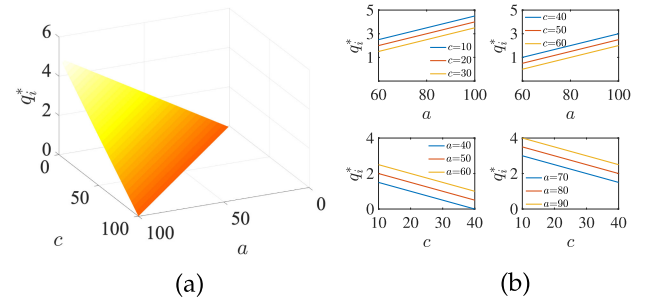 6
4
2
0
q_i^*
0
50
100
c
100
50
0
a
(a)
5
3
1
q_i^*
c=10
c=20
c=30
60 80 100
a
5
3
1
q_i^*
c=40
c=50
c=60
60 80 100
a
4
2
0
q_i^*
a=40
a=50
a=60
10 20 30 40
c
4
2
0
q_i^*
a=70
a=80
a=90
10 20 30 40
c
(b)